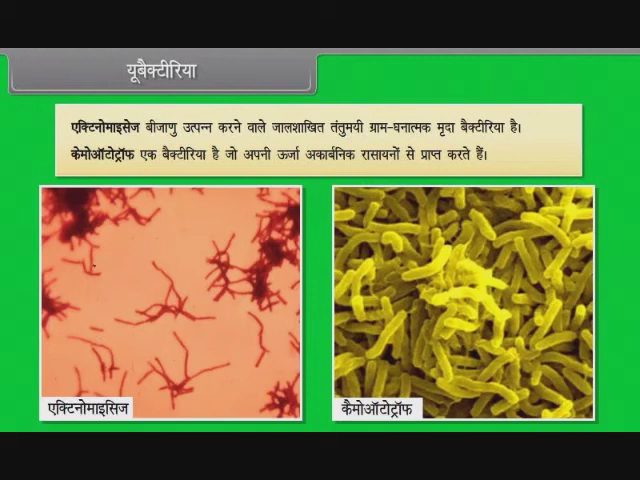 यूबैक्टीरिया
एक्टिनोमाइसेज बीजाणु उत्पन्न करने वाले जालशाखित तंतुमयी ग्राम-घनात्मक मृदा बैक्टीरिया है।
केमोऑटोट्रॉफ एक बैक्टीरिया है जो अपनी ऊर्जा अकार्बनिक रासायनों से प्राप्त करते हैं।
एक्टिनोमाइसिज
कैमोऑटोट्रॉफ